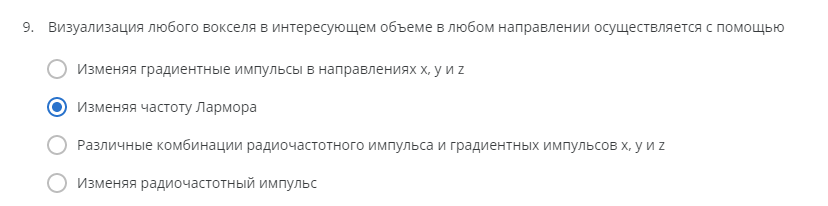 9. Визуализация любого вокселя в интересующем объеме в любом направлении осуществляется с помощью
Изменяя градиентные импульсы в направлениях x, y и z
Изменяя частоту Лармора
Различные комбинации радиочастотного импульса и градиентных импульсов x, y и z
Изменяя радиочастотный импульс